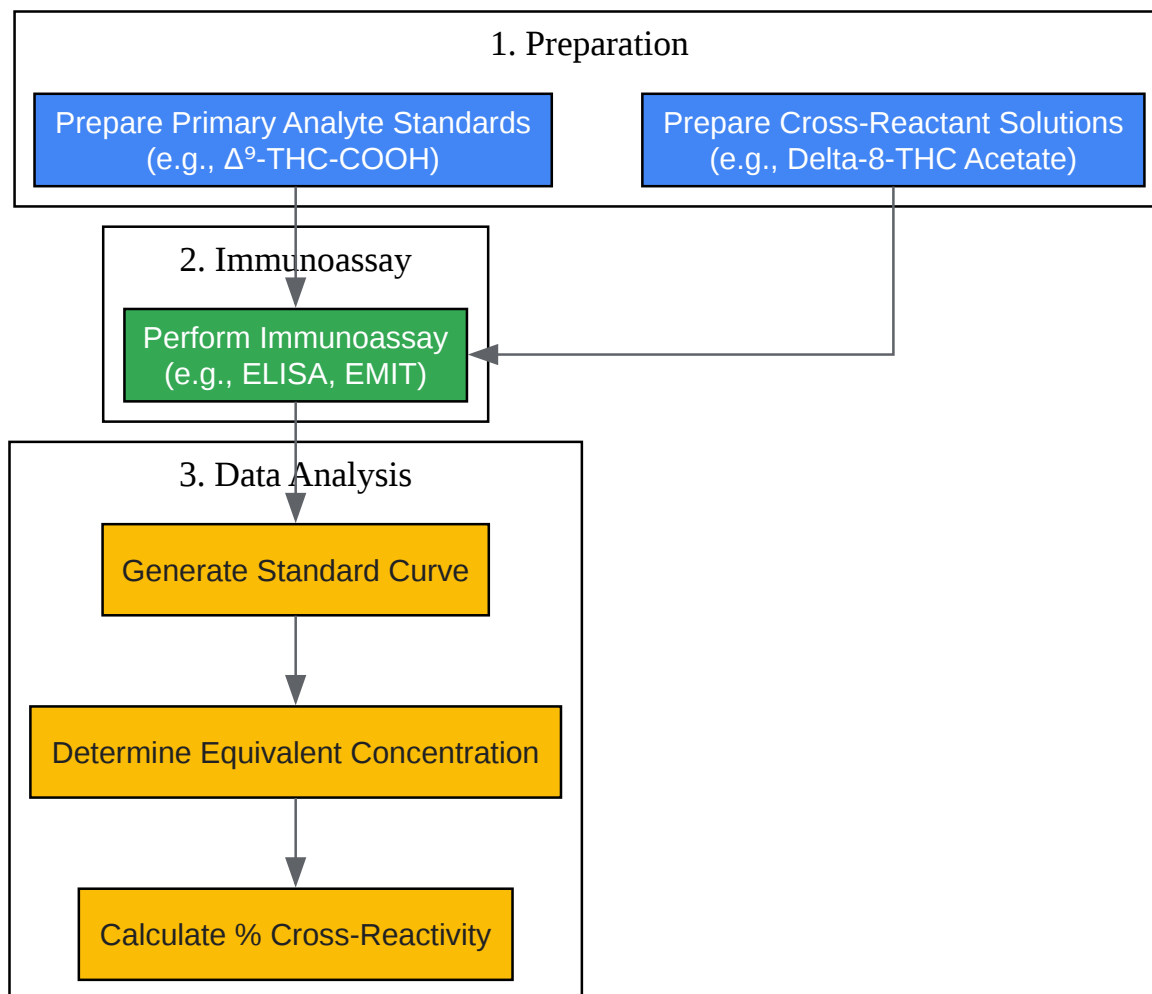 1. Preparation
Prepare Primary Analyte Standards
(e.g., Δ⁹-THC-COOH)
Prepare Cross-Reactant Solutions
(e.g., Delta-8-THC Acetate)
2. Immunoassay
Perform Immunoassay
(e.g., ELISA, EMIT)
3. Data Analysis
Generate Standard Curve
Determine Equivalent Concentration
Calculate % Cross-Reactivity